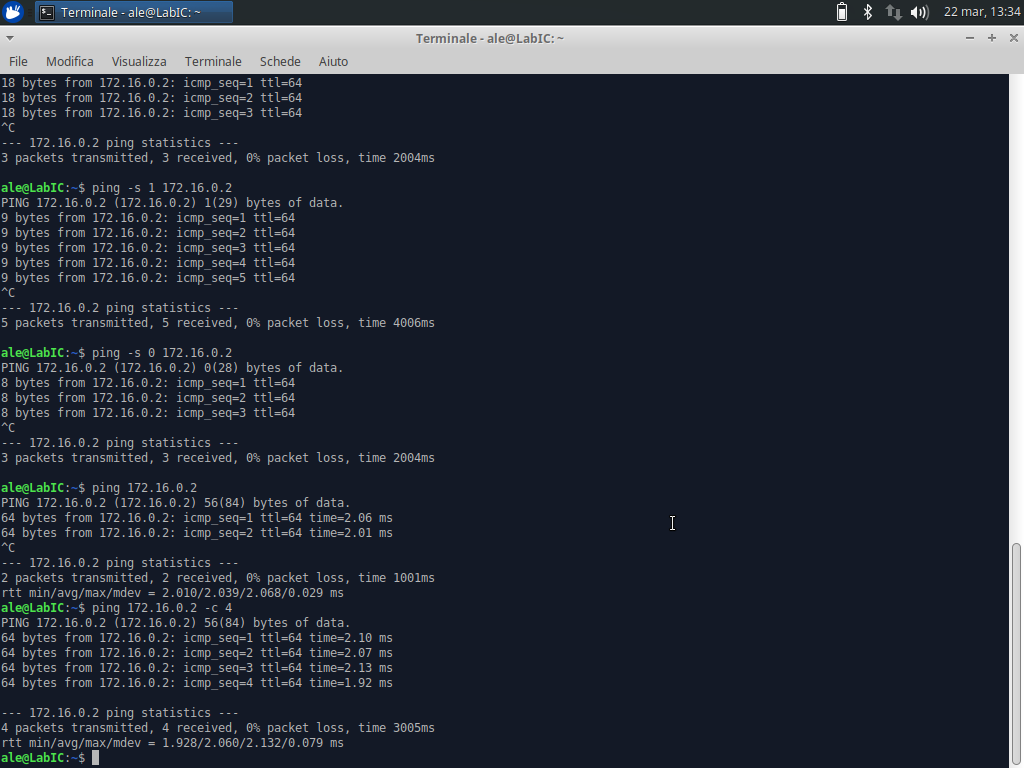 Terminale - ale@LabIC: ~
22 mar, 13:34
Terminale - ale@LabIC: ~
File Modifica Visualizza Terminale Schede Aiuto
18 bytes from 172.16.0.2: icmp_seq=1 ttl=64
18 bytes from 172.16.0.2: icmp_seq=2 ttl=64
18 bytes from 172.16.0.2: icmp_seq=3 ttl=64
^C
--- 172.16.0.2 ping statistics ---
3 packets transmitted, 3 received, 0% packet loss, time 2004ms
ale@LabIC:~$ ping -s 1 172.16.0.2
PING 172.16.0.2 (172.16.0.2) 1(29) bytes of data.
9 bytes from 172.16.0.2: icmp_seq=1 ttl=64
9 bytes from 172.16.0.2: icmp_seq=2 ttl=64
9 bytes from 172.16.0.2: icmp_seq=3 ttl=64
9 bytes from 172.16.0.2: icmp_seq=4 ttl=64
9 bytes from 172.16.0.2: icmp_seq=5 ttl=64
^C
--- 172.16.0.2 ping statistics ---
5 packets transmitted, 5 received, 0% packet loss, time 4006ms
ale@LabIC:~$ ping -s 0 172.16.0.2
PING 172.16.0.2 (172.16.0.2) 0(28) bytes of data.
8 bytes from 172.16.0.2: icmp_seq=1 ttl=64
8 bytes from 172.16.0.2: icmp_seq=2 ttl=64
8 bytes from 172.16.0.2: icmp_seq=3 ttl=64
^C
--- 172.16.0.2 ping statistics ---
3 packets transmitted, 3 received, 0% packet loss, time 2004ms
ale@LabIC:~$ ping 172.16.0.2
PING 172.16.0.2 (172.16.0.2) 56(84) bytes of data.
64 bytes from 172.16.0.2: icmp_seq=1 ttl=64 time=2.06 ms
64 bytes from 172.16.0.2: icmp_seq=2 ttl=64 time=2.01 ms
^C
--- 172.16.0.2 ping statistics ---
2 packets transmitted, 2 received, 0% packet loss, time 1001ms
rtt min/avg/max/mdev = 2.010/2.039/2.068/0.029 ms
ale@LabIC:~$ ping 172.16.0.2 -c 4
PING 172.16.0.2 (172.16.0.2) 56(84) bytes of data.
64 bytes from 172.16.0.2: icmp_seq=1 ttl=64 time=2.10 ms
64 bytes from 172.16.0.2: icmp_seq=2 ttl=64 time=2.07 ms
64 bytes from 172.16.0.2: icmp_seq=3 ttl=64 time=2.13 ms
64 bytes from 172.16.0.2: icmp_seq=4 ttl=64 time=1.92 ms
--- 172.16.0.2 ping statistics ---
4 packets transmitted, 4 received, 0% packet loss, time 3005ms
rtt min/avg/max/mdev = 1.928/2.060/2.132/0.079 ms
ale@LabIC:~$